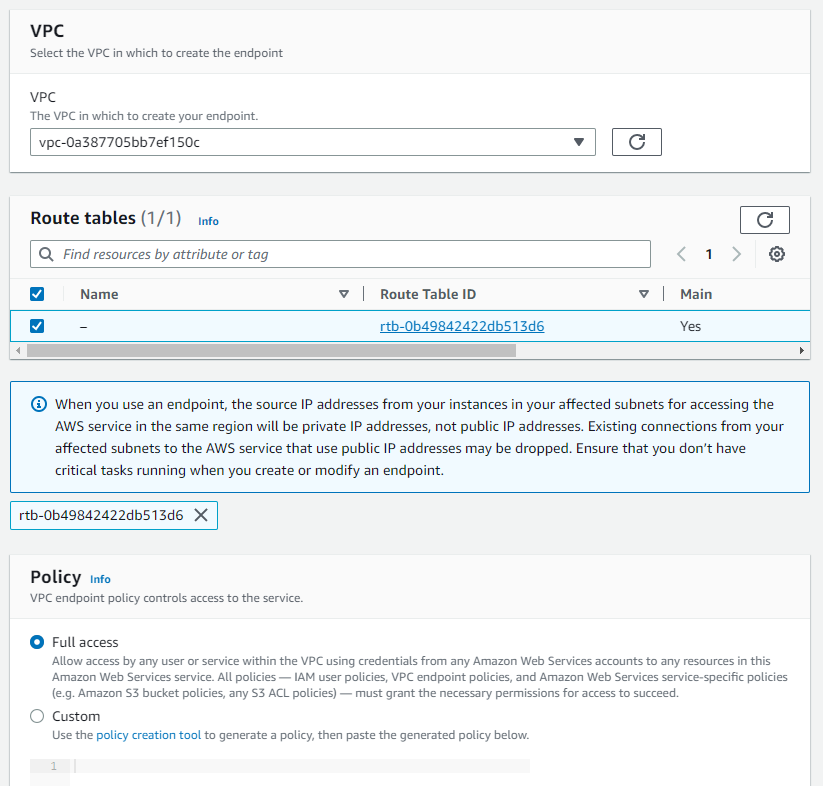 VPC
Select the VPC in which to create the endpoint
VPC
The VPC in which to create your endpoint.
vpc-0a387705bb7ef150c
Route tables (1/1) Info
Find resources by attribute or tag
1
Name Route Table ID Main
– rtb-0b49842422db513d6 Yes
When you use an endpoint, the source IP addresses from your instances in your affected subnets for accessing the
AWS service in the same region will be private IP addresses, not public IP addresses. Existing connections from your
affected subnets to the AWS service that use public IP addresses may be dropped. Ensure that you don’t have
critical tasks running when you create or modify an endpoint.
rtb-0b49842422db513d6
Policy Info
VPC endpoint policy controls access to the service.
Full access
Allow access by any user or service within the VPC using credentials from any Amazon Web Services accounts to any resources in this
Amazon Web Services service. All policies — IAM user policies, VPC endpoint policies, and Amazon Web Services service-specific policies
(e.g. Amazon S3 bucket policies, any S3 ACL policies) — must grant the necessary permissions for access to succeed.
Custom
Use the policy creation tool to generate a policy, then paste the generated policy below.
1